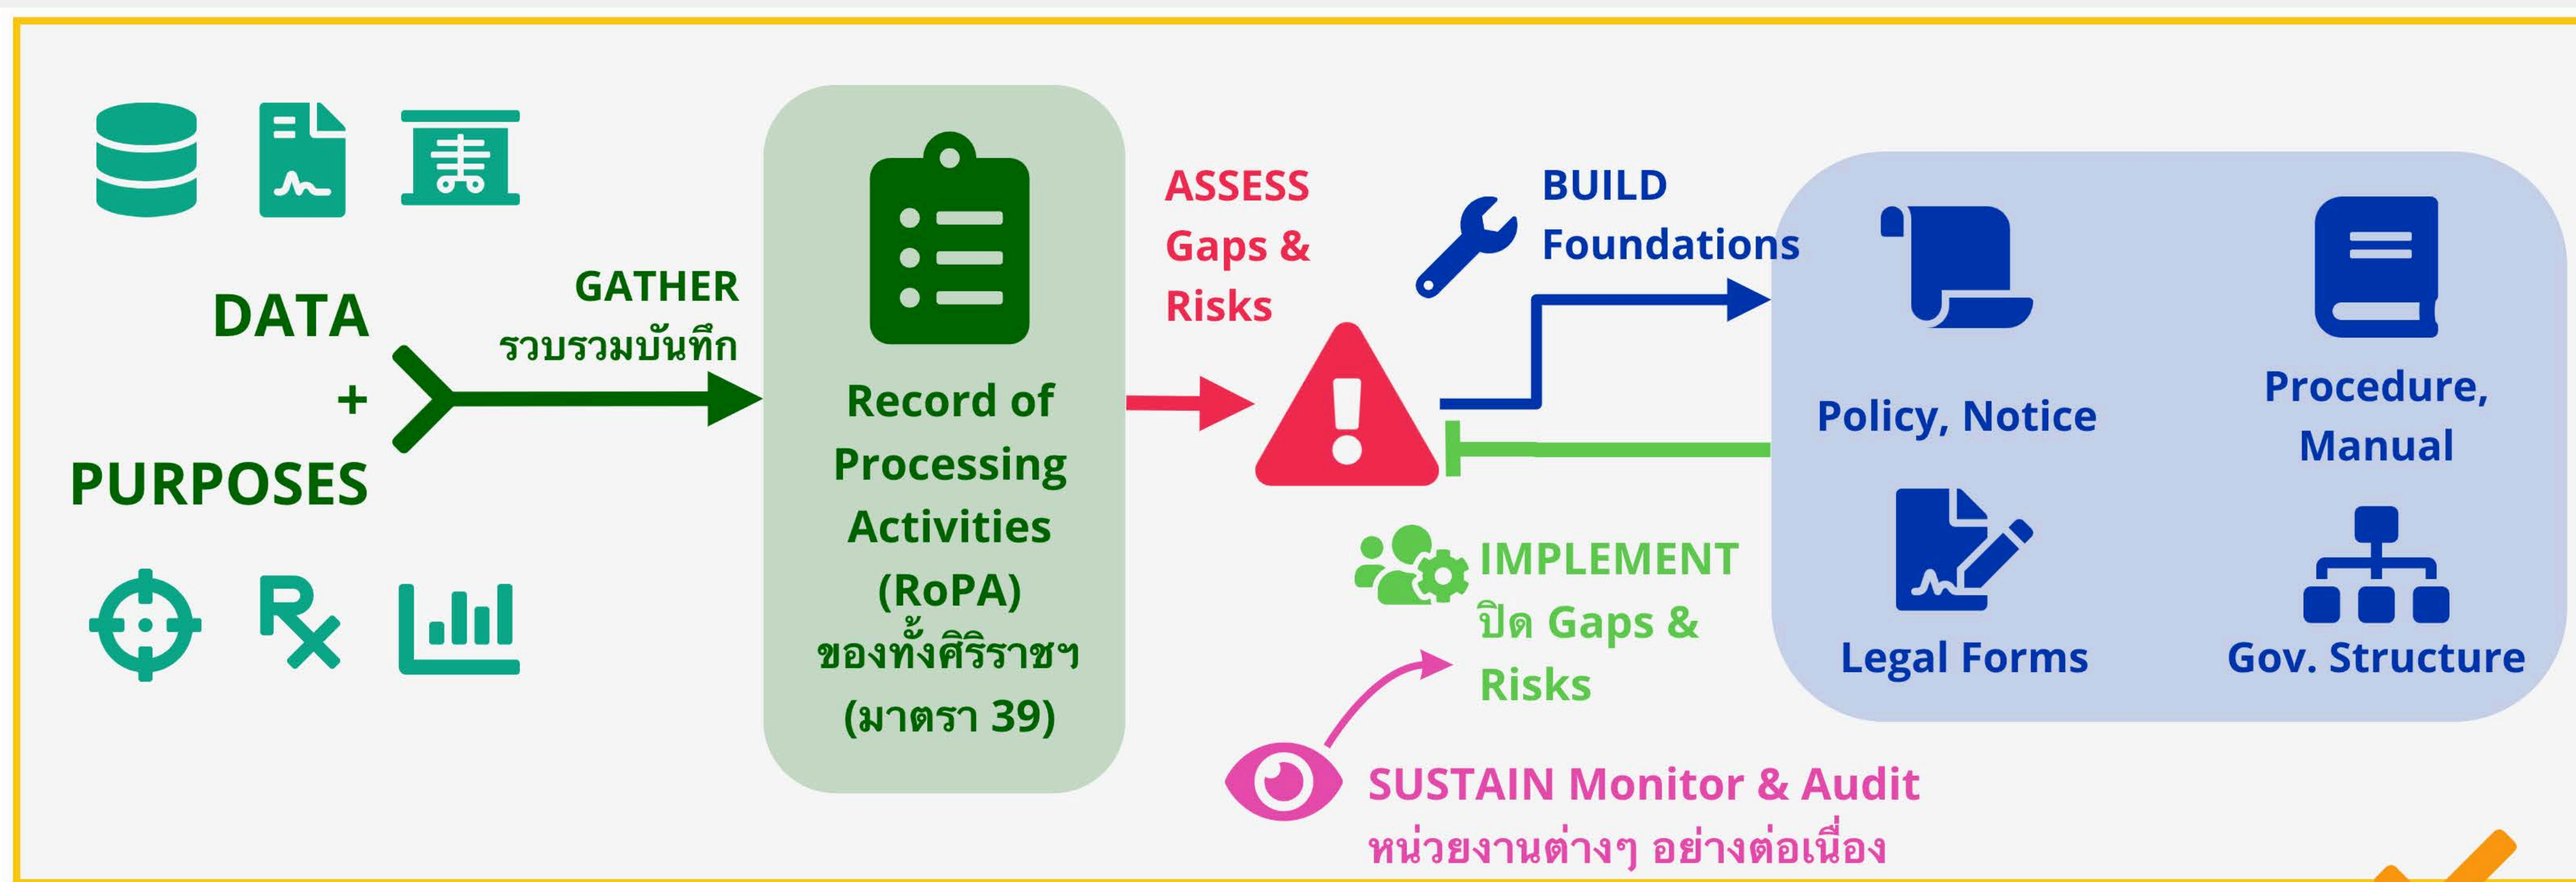 DATA
+
PURPOSES
GATHER
รวบรวมบันทึก
Record of
Processing
Activities
(RoPA)
ของทั้งศิริราชฯ
(มาตรา 39)
ASSESS
Gaps &
Risks
BUILD
Foundations
Policy, Notice
Procedure,
Manual
Legal Forms
Gov. Structure
IMPLEMENT
ปิด Gaps &
Risks
SUSTAIN Monitor & Audit
หน่วยงานต่างๆ อย่างต่อเนื่อง